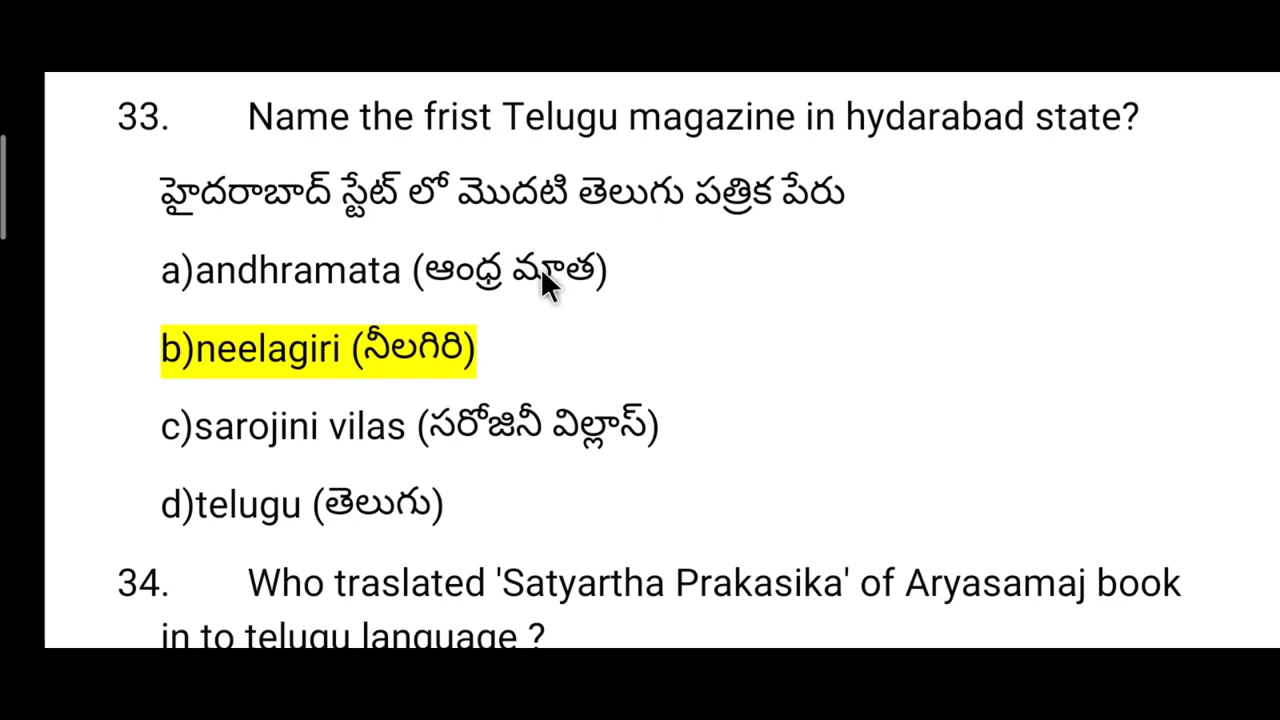 33. Name the frist Telugu magazine in hydarabad state?
హైదరాబాద్ స్టేట్ లో మొదటి తెలుగు పత్రిక పేరు
a)andhramata (ఆంధ్ర మాత)
b)neelagiri (నీలగిరి)
c)sarojini vilas (సరోజినీ విల్లాస్)
d)telugu (తెలుగు)
34. Who traslated 'Satyartha Prakasika' of Aryasamaj book
in to telugu language ?